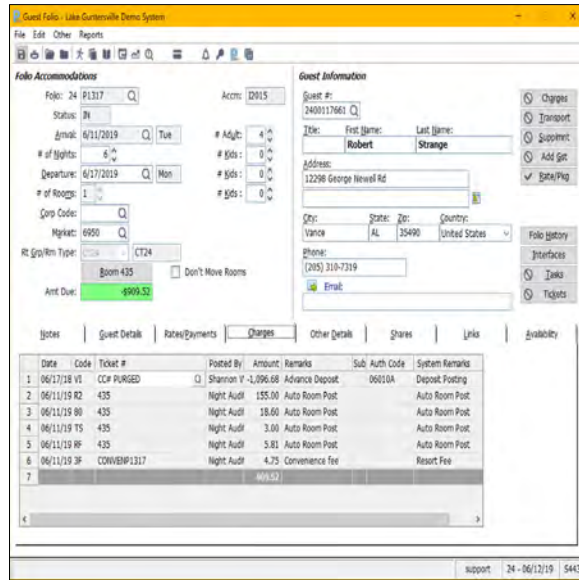 Guest Folio - Lake Guntersville Demo System
File Edit Other Reports
Folio Accommodations
Folio: 24 P1317 Accm: I2015
Status: IN
Arrival: 6/11/2019 Tue # Adult: 4
# of Nights: 6 # Kids : 0
Departure: 6/17/2019 Mon # Kids : 0
# of Rooms: 1 # Kids : 0
Corp Code:
Market: 6950
Rt Grp/Rm Type: CT24 CT24
Room 435 Don't Move Rooms
Amt Due: -$909.52
Guest Information
Guest #:
2400117661
Title: First Name: Last Name:
Robert Strange
Address:
12298 George Newell Rd
City: State: Zip: Country:
Vance AL 35490 United States
Phone:
(205) 310-7319
Email:
Charges
Transport
Supplmnt
Add Gst
Rate/Pkg
Folio History
Interfaces
Tasks
Tickets
Notes Guest Details Rates/Payments Charges Other Details Shares Links Availability
Date Code Ticket # Posted By Amount Remarks Sub Auth Code System Remarks
1 06/17/18 VI CC# PURGED Shannon V -1,096.68 Advance Deposit 06010A Deposit Posting
2 06/11/19 R2 435 Night Audit 155.00 Auto Room Post Auto Room Post
3 06/11/19 80 435 Night Audit 18.60 Auto Room Post Auto Room Post
4 06/11/19 TS 435 Night Audit 3.00 Auto Room Post Auto Room Post
5 06/11/19 RF 435 Night Audit 5.81 Auto Room Post Auto Room Post
6 06/11/19 3F CONVENP1317 Night Audit 4.75 Convenience Fee Resort Fee
7 -909.52
support 24 - 06/12/19 5443